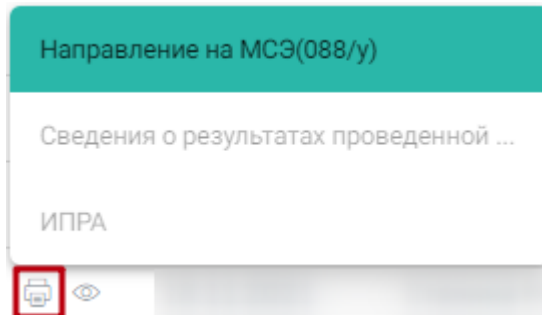 Направление на МСЭ(088/у)
Сведения о результатах проведенной ...
ИПРА